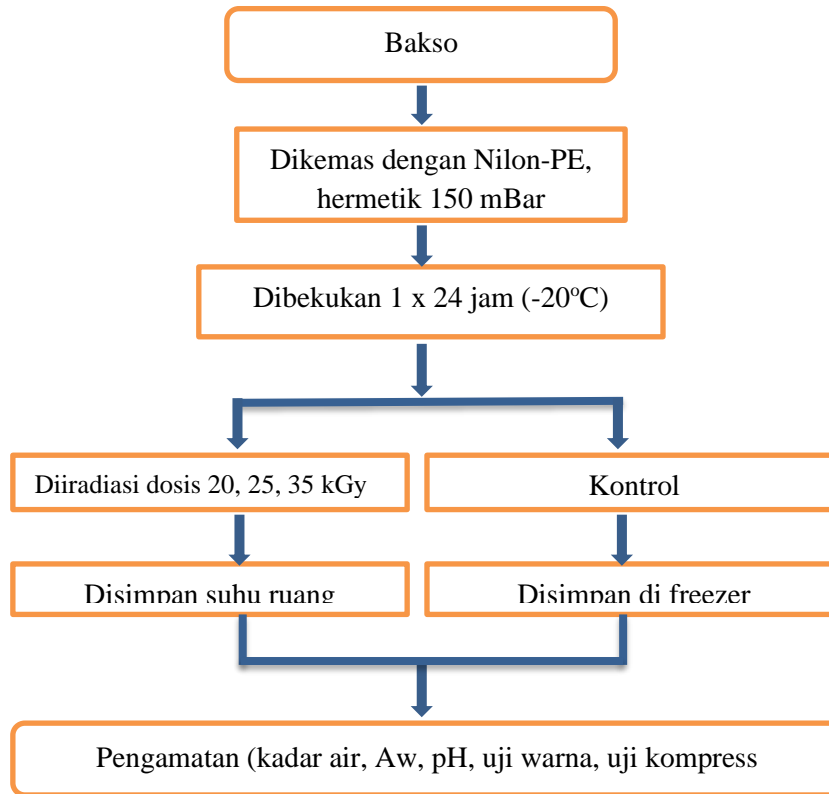 Bakso
Dikemas dengan Nilon-PE,
hermetik 150 mBar
Dibekukan 1 x 24 jam (-20°C)
Diiradiasi dosis 20, 25, 35 kGy
Kontrol
Disimpan suhu ruang
Disimpan di freezer
Pengamatan (kadar air, Aw, pH, uji warna, uji kompress